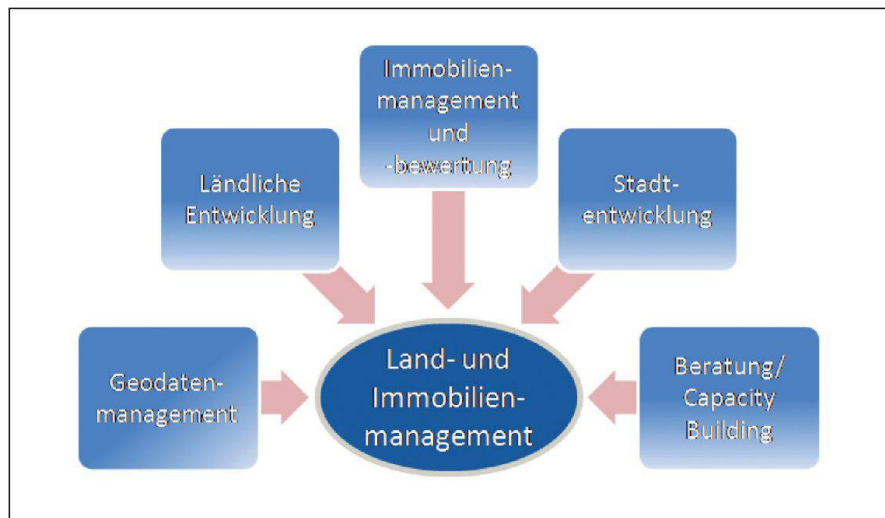 Immobilien-
management
und
-bewertung
Ländliche
Entwicklung
Stadt-
entwicklung
Geodaten-
management
Land- und
Immobilien-
management
Beratung/
Capacity
Building